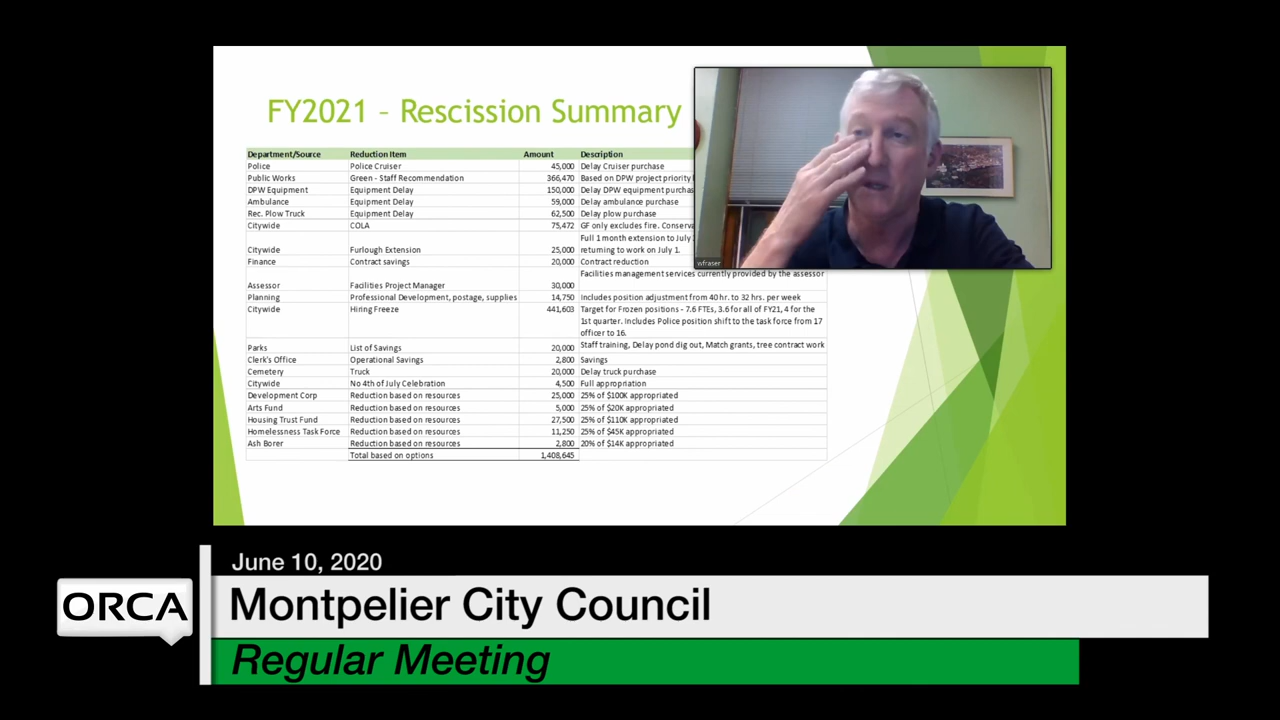 FY2021 – Rescission Summary
wfraser
Department/Source Reduction Item Amount Description
Police Police Cruiser 45,000 Delay Cruiser purchase
Public Works Green - Staff Recommendation 366,470 Based on DPW project priority
DPW Equipment Equipment Delay 150,000 Delay DPW equipment purchas
Ambulance Equipment Delay 59,000 Delay ambulance purchase
Rec. Plow Truck Equipment Delay 62,500 Delay plow purchase
Citywide COLA 75,472 GF only excludes fire. Conserva
Full 1 month extension to July
Citywide Furlough Extension 25,000 returning to work on July 1.
Finance Contract savings 20,000 Contract reduction
Facilities management services currently provided by the assessor
Assessor Facilities Project Manager 30,000
Planning Professional Development, postage, supplies 14,750 Includes position adjustment from 40 hr. to 32 hrs. per week
Citywide Hiring Freeze 441,603 Target for Frozen positions - 7.6 FTEs, 3.6 for all of FY21, 4 for the
1st quarter. Includes Police position shift to the task force from 17
officer to 16.
Staff training, Delay pond dig out, Match grants, tree contract work
Parks List of Savings 20,000
Clerk's Office Operational Savings 2,800 Savings
Cemetery Truck 20,000 Delay truck purchase
Citywide No 4th of July Celebration 4,500 Full appropriation
Development Corp Reduction based on resources 25,000 25% of $100K appropriated
Arts Fund Reduction based on resources 5,000 25% of $20K appropriated
Housing Trust Fund Reduction based on resources 27,500 25% of $110K appropriated
Homelessness Task Force Reduction based on resources 11,250 25% of $45K appropriated
Ash Borer Reduction based on resources 2,800 20% of $14K appropriated
Total based on options 1,408,645
June 10, 2020
ORCA
Montpelier City Council
Regular Meeting